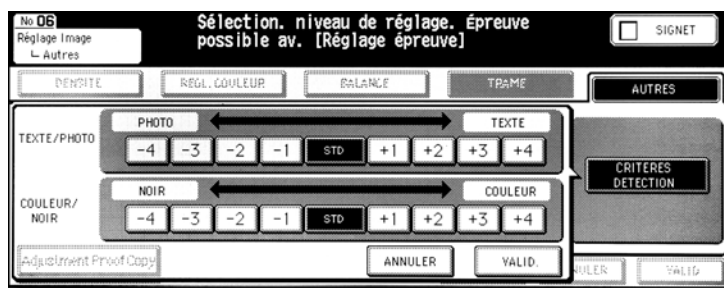 No 06
Réglage Image
Autres
Sélection. niveau de réglage. Épreuve
possible av. [Réglage épreuve]
SIGNET
DENSITE
REGL.COULEUR
BALANCE
TRAME
AUTRES
TEXTE/PHOTO
PHOTO
TEXTE
-4 -3 -2 -1 STD +1 +2 +3 +4
COULEUR/
NOIR
NOIR
COULEUR
-4 -3 -2 -1 STD +1 +2 +3 +4
CRITERES
DETECTION
Adjustment Proof Copy
ANNULER
VALID.
NULER
VALID